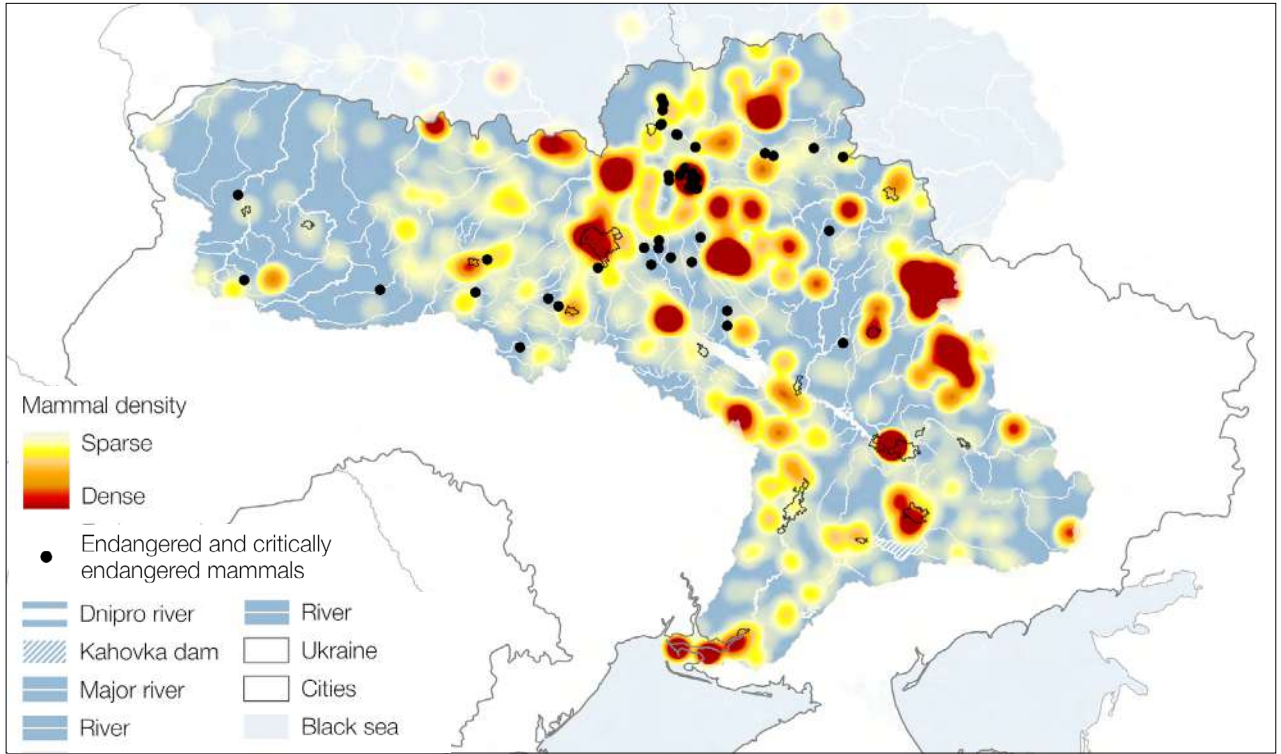 Mammal density
Sparse
Dense
Endangered and critically
endangered mammals
Dnipro river
Kahovka dam
Major river
River
River
Ukraine
Cities
Black sea